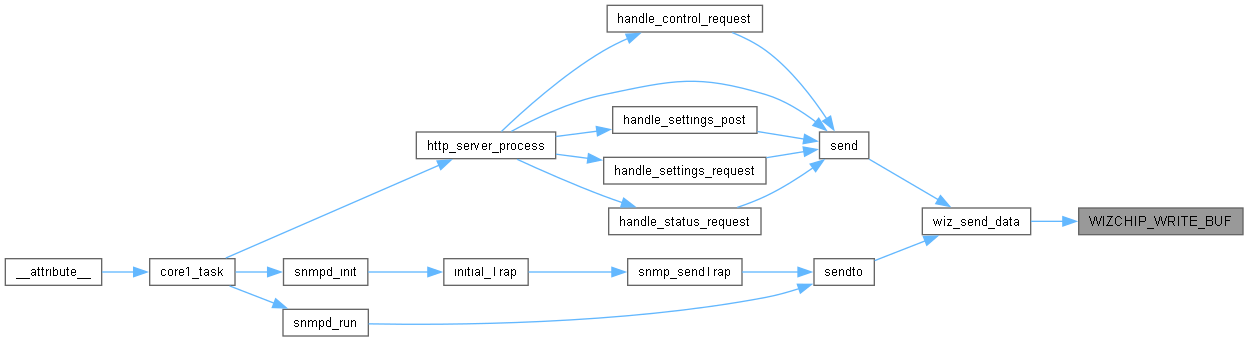 handle_control_request
handle_settings_post
http_server_process
send
handle_settings_request
handle_status_request
wiz_send_data
WIZCHIP_WRITE_BUF
__attribute__
core1_task
snmpd_init
initial_Trap
snmp_sendTrap
sendto
snmpd_run